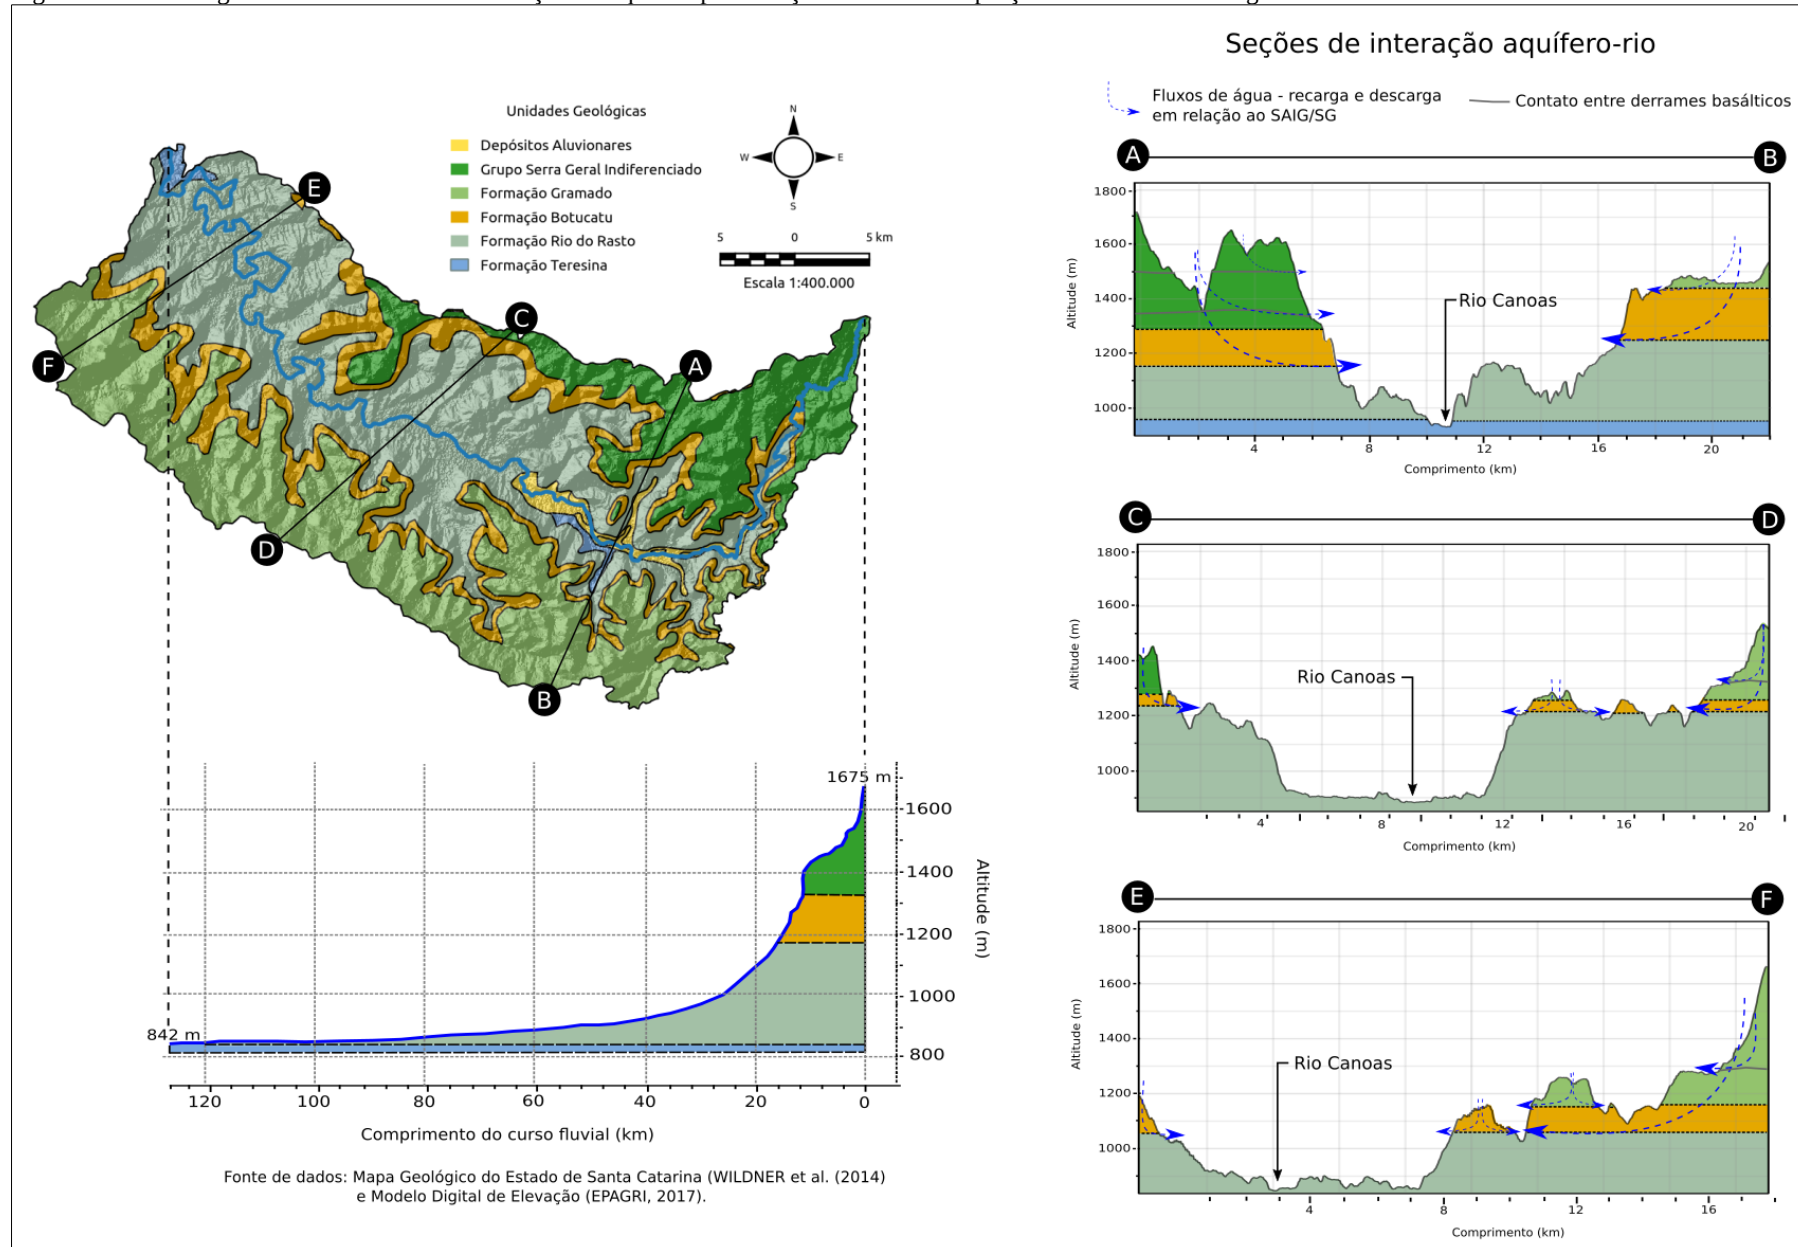 Seções de interação aquífero-rio
Fluxos de água - recarga e descarga
em relação ao SAIG/SG
Contato entre derrames basálticos
Unidades Geológicas
Depósitos Aluvionares
Grupo Serra Geral Indiferenciado
Formação Gramado
Formação Botucatu
Formação Rio do Rasto
Formação Teresina
N
W E
S
5 0 5 km
Escala 1:400.000
E
F
C
A
D
B
1675 m
1600
1400
1200
1000
800
Altitude (m)
842 m
120 100 80 60 40 20 0
Comprimento do curso fluvial (km)
Fonte de dados: Mapa Geológico do Estado de Santa Catarina (WILDNER et al. (2014)
e Modelo Digital de Elevação (EPAGRI, 2017).
A B
1800
1600
1400
1200
1000
Altitude (m)
Rio Canoas
4 8 12 16 20
Comprimento (km)
C D
1800
1600
1400
1200
1000
Altitude (m)
Rio Canoas
4 8 12 16 20
Comprimento (km)
E F
1800
1600
1400
1200
1000
Altitude (m)
Rio Canoas
4 8 12 16
Comprimento (km)